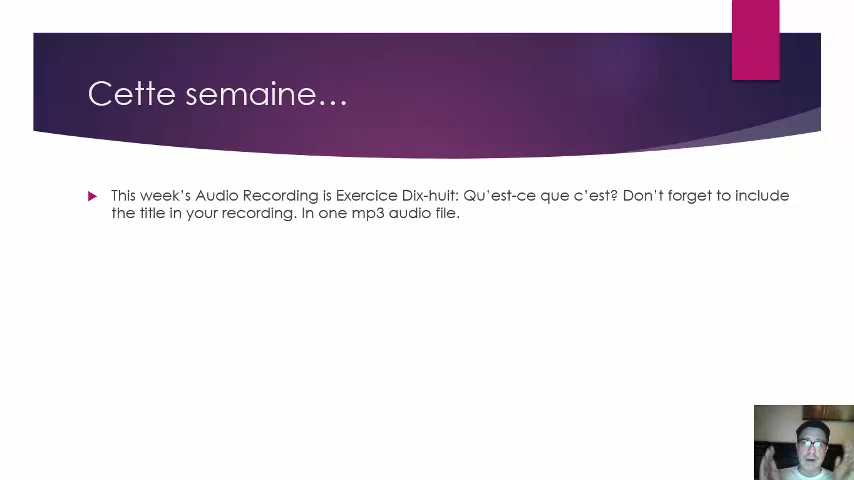 Cette semaine…
This week’s Audio Recording is Exercice Dix-huit: Qu’est-ce que c’est? Don’t forget to include
the title in your recording. In one mp3 audio file.